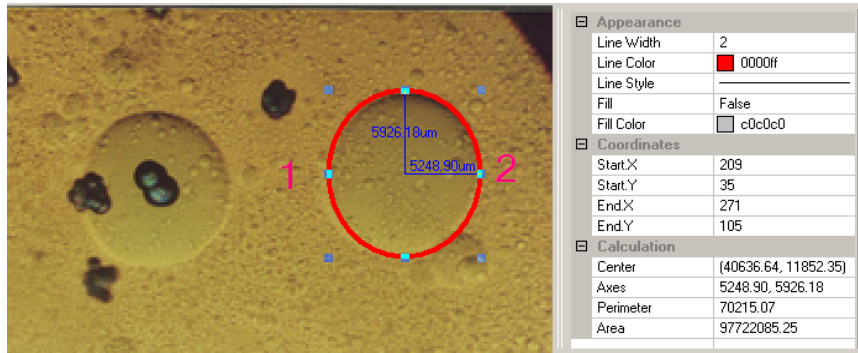 5926.18um
5248.90um
1
2
Appearance
Line Width 2
Line Color 0000ff
Line Style
Fill False
Fill Color c0c0c0
Coordinates
Start.X 209
Start.Y 35
End.X 271
End.Y 105
Calculation
Center (40636.64, 11852.35)
Axes 5248.90, 5926.18
Perimeter 70215.07
Area 97722085.25